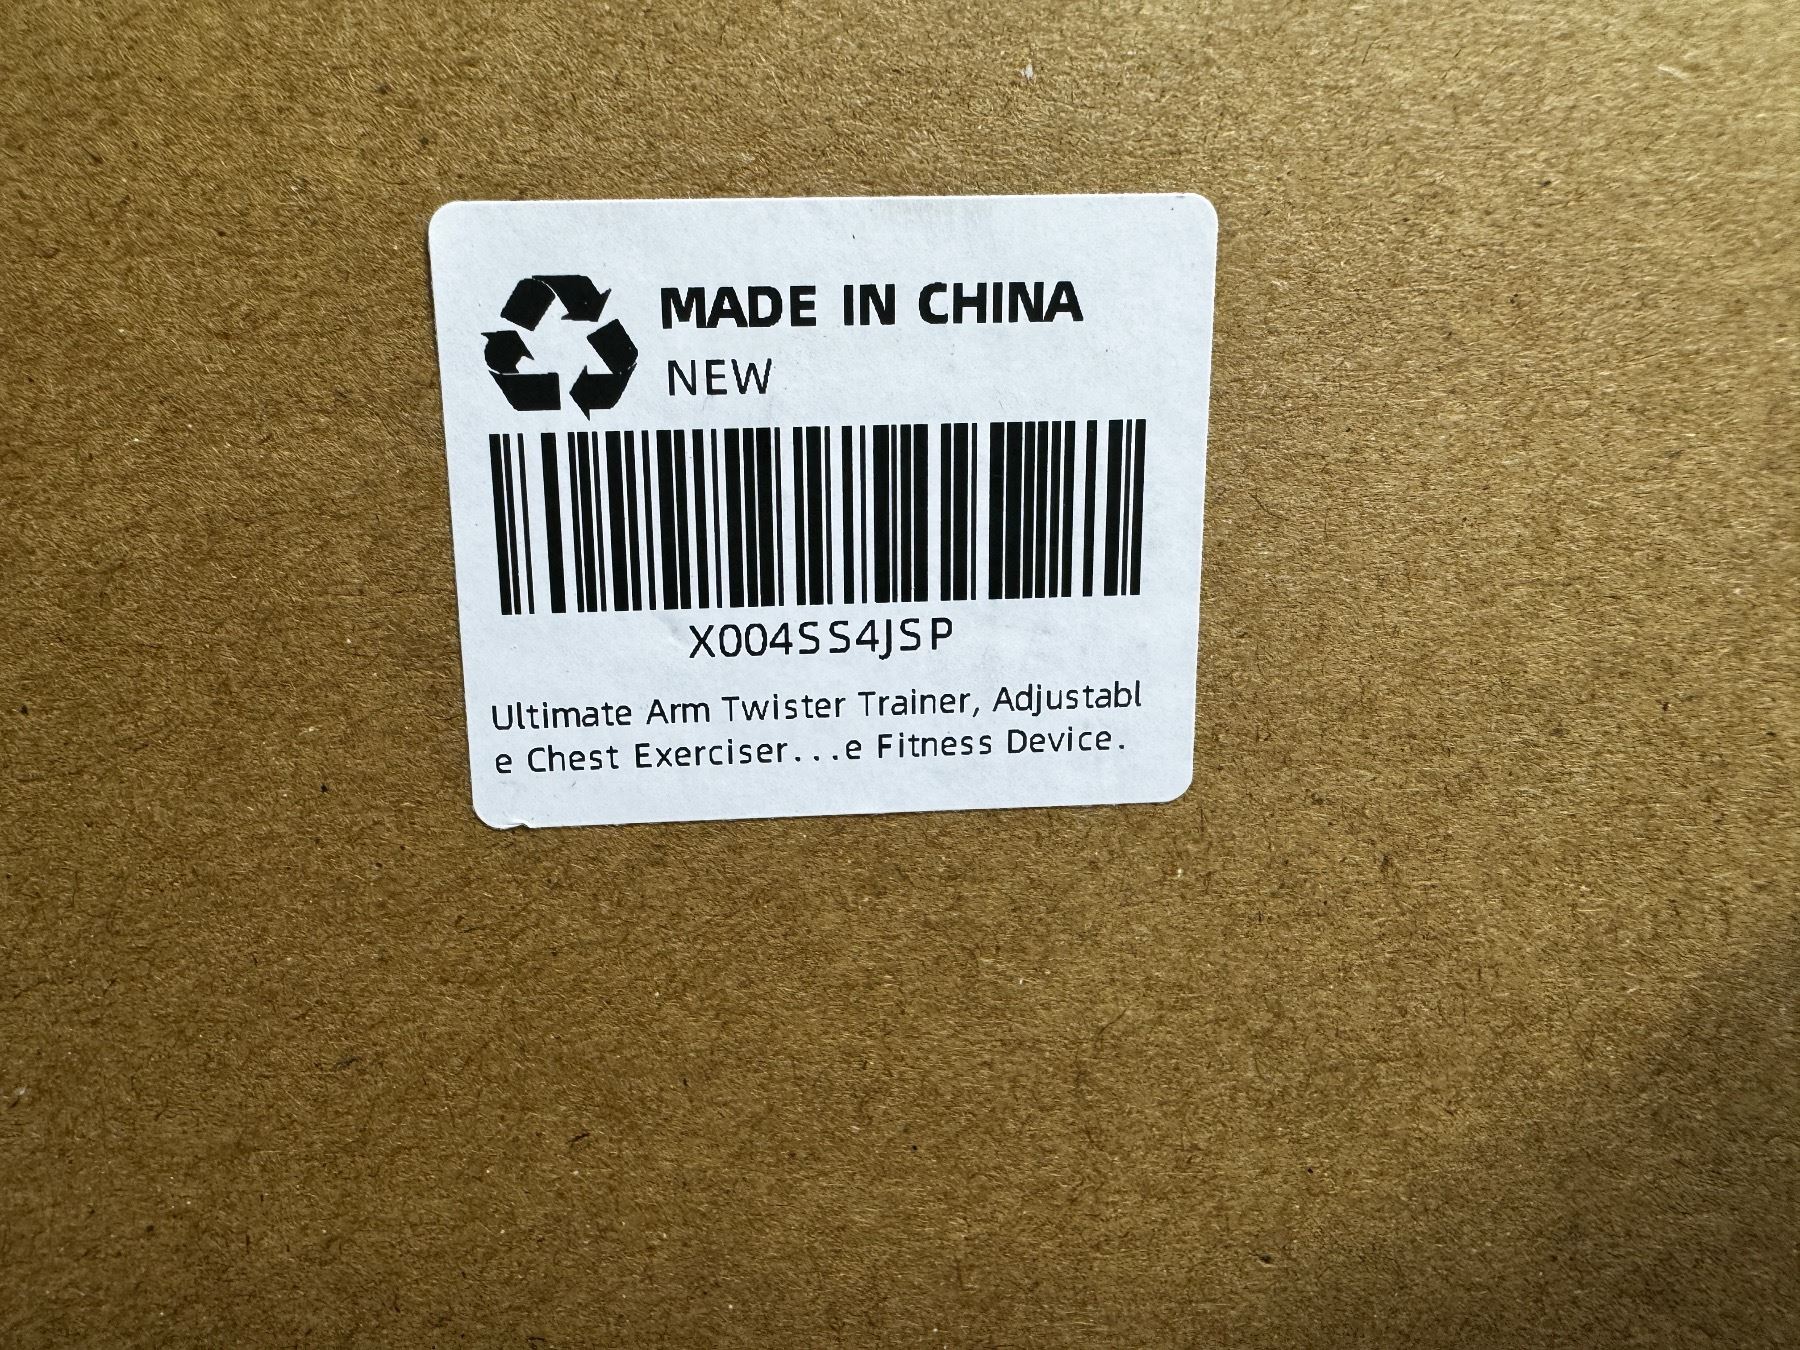 MADE IN CHINA
NEW
X004SS4JSP
Ultimate Arm Twister Trainer, Adjustabl
e Chest Exerciser...e Fitness Device.